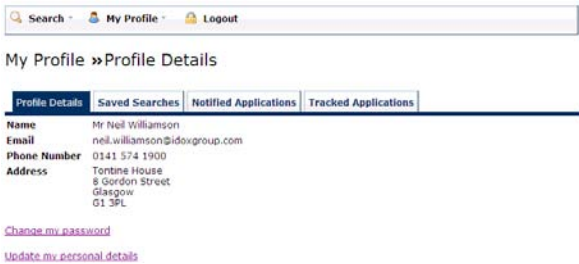 Search My Profile Logout
My Profile »Profile Details
Profile Details Saved Searches Notified Applications Tracked Applications
Name Mr Neil Williamson
Email neil.williamson@idoxgroup.com
Phone Number 0141 574 1900
Address Tontine House
8 Gordon Street
Glasgow
G1 3PL
Change my password
Update my personal details